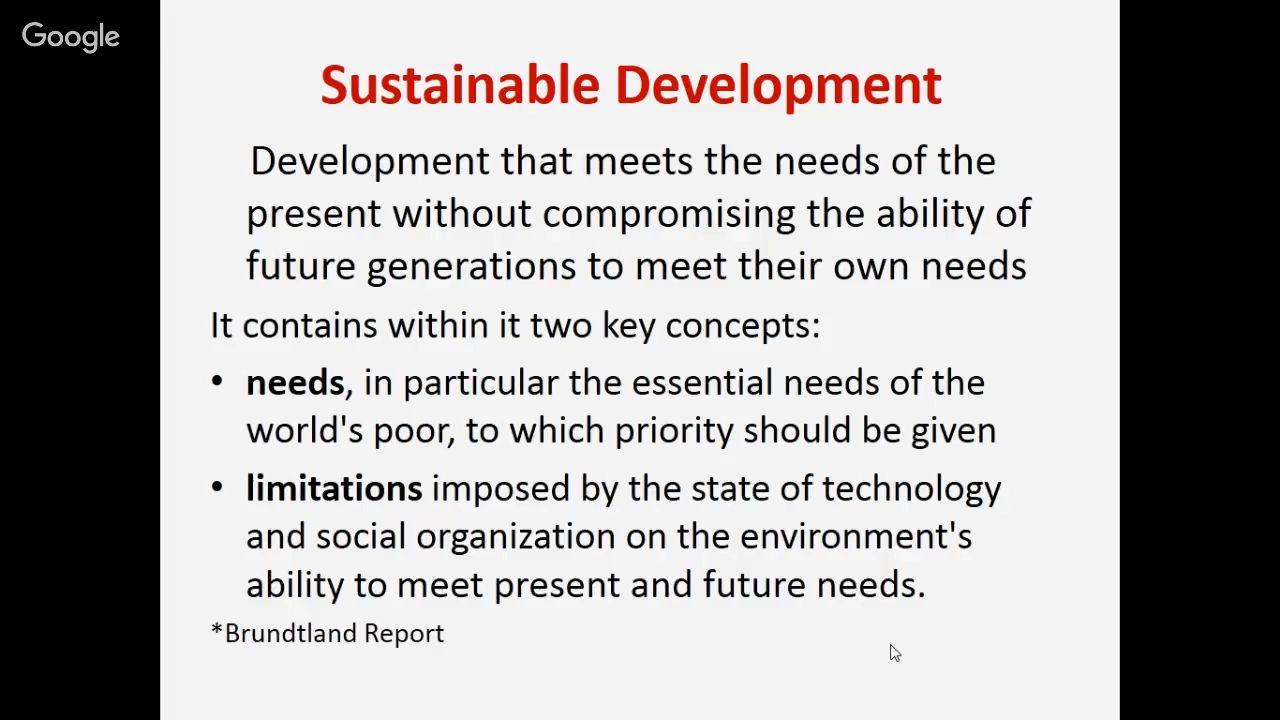 Google
Sustainable Development
Development that meets the needs of the
present without compromising the ability of
future generations to meet their own needs
It contains within it two key concepts:
• needs, in particular the essential needs of the
world's poor, to which priority should be given
• limitations imposed by the state of technology
and social organization on the environment's
ability to meet present and future needs.
*Brundtland Report